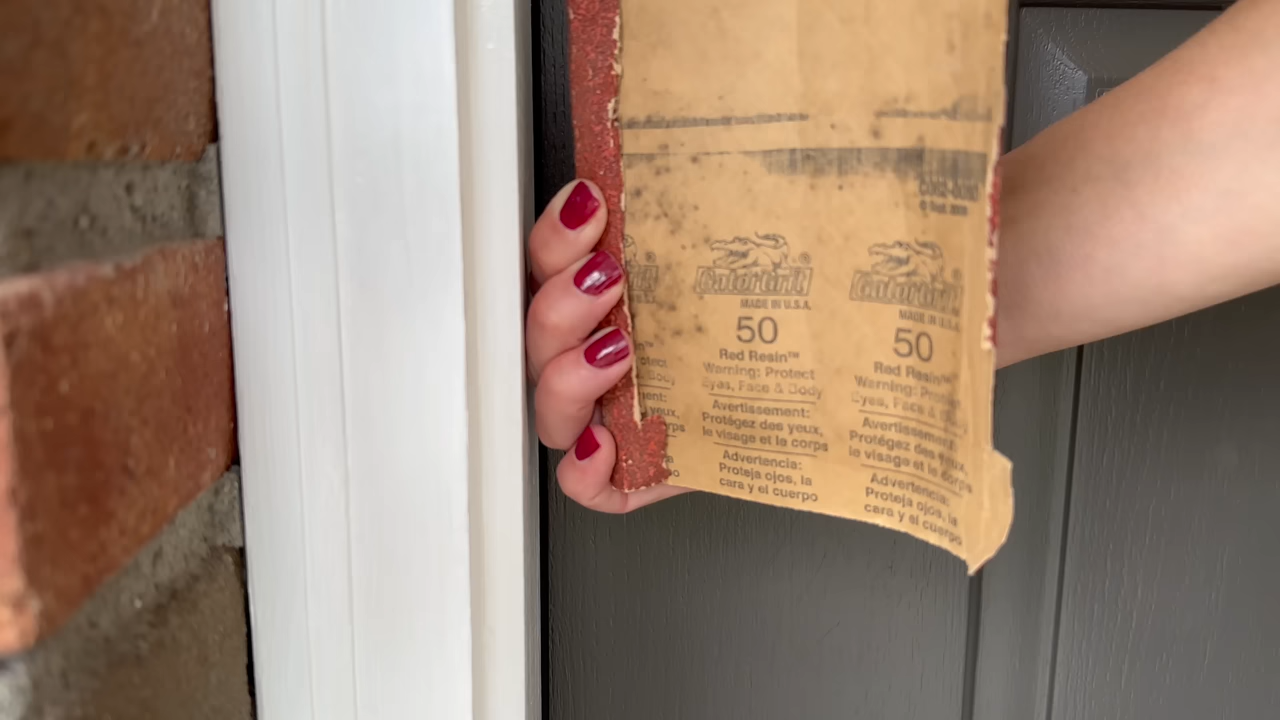 GatorGrit
MADE IN U.S.A.
50
Red Resin™
Warning: Protect
Eyes, Face & Body
Avertissement:
Protégez des yeux,
le visage et le corps
Advertencia:
Proteja ojos, la
cara y el cuerpo
GatorGrit
MADE IN U.S.A.
50
Red Resin™
Warning: Protect
Eyes, Face &
Avertissement:
Protégez des yeux,
le visage et le corps
Advertencia:
Proteja ojos, la
cara y el cuerpo